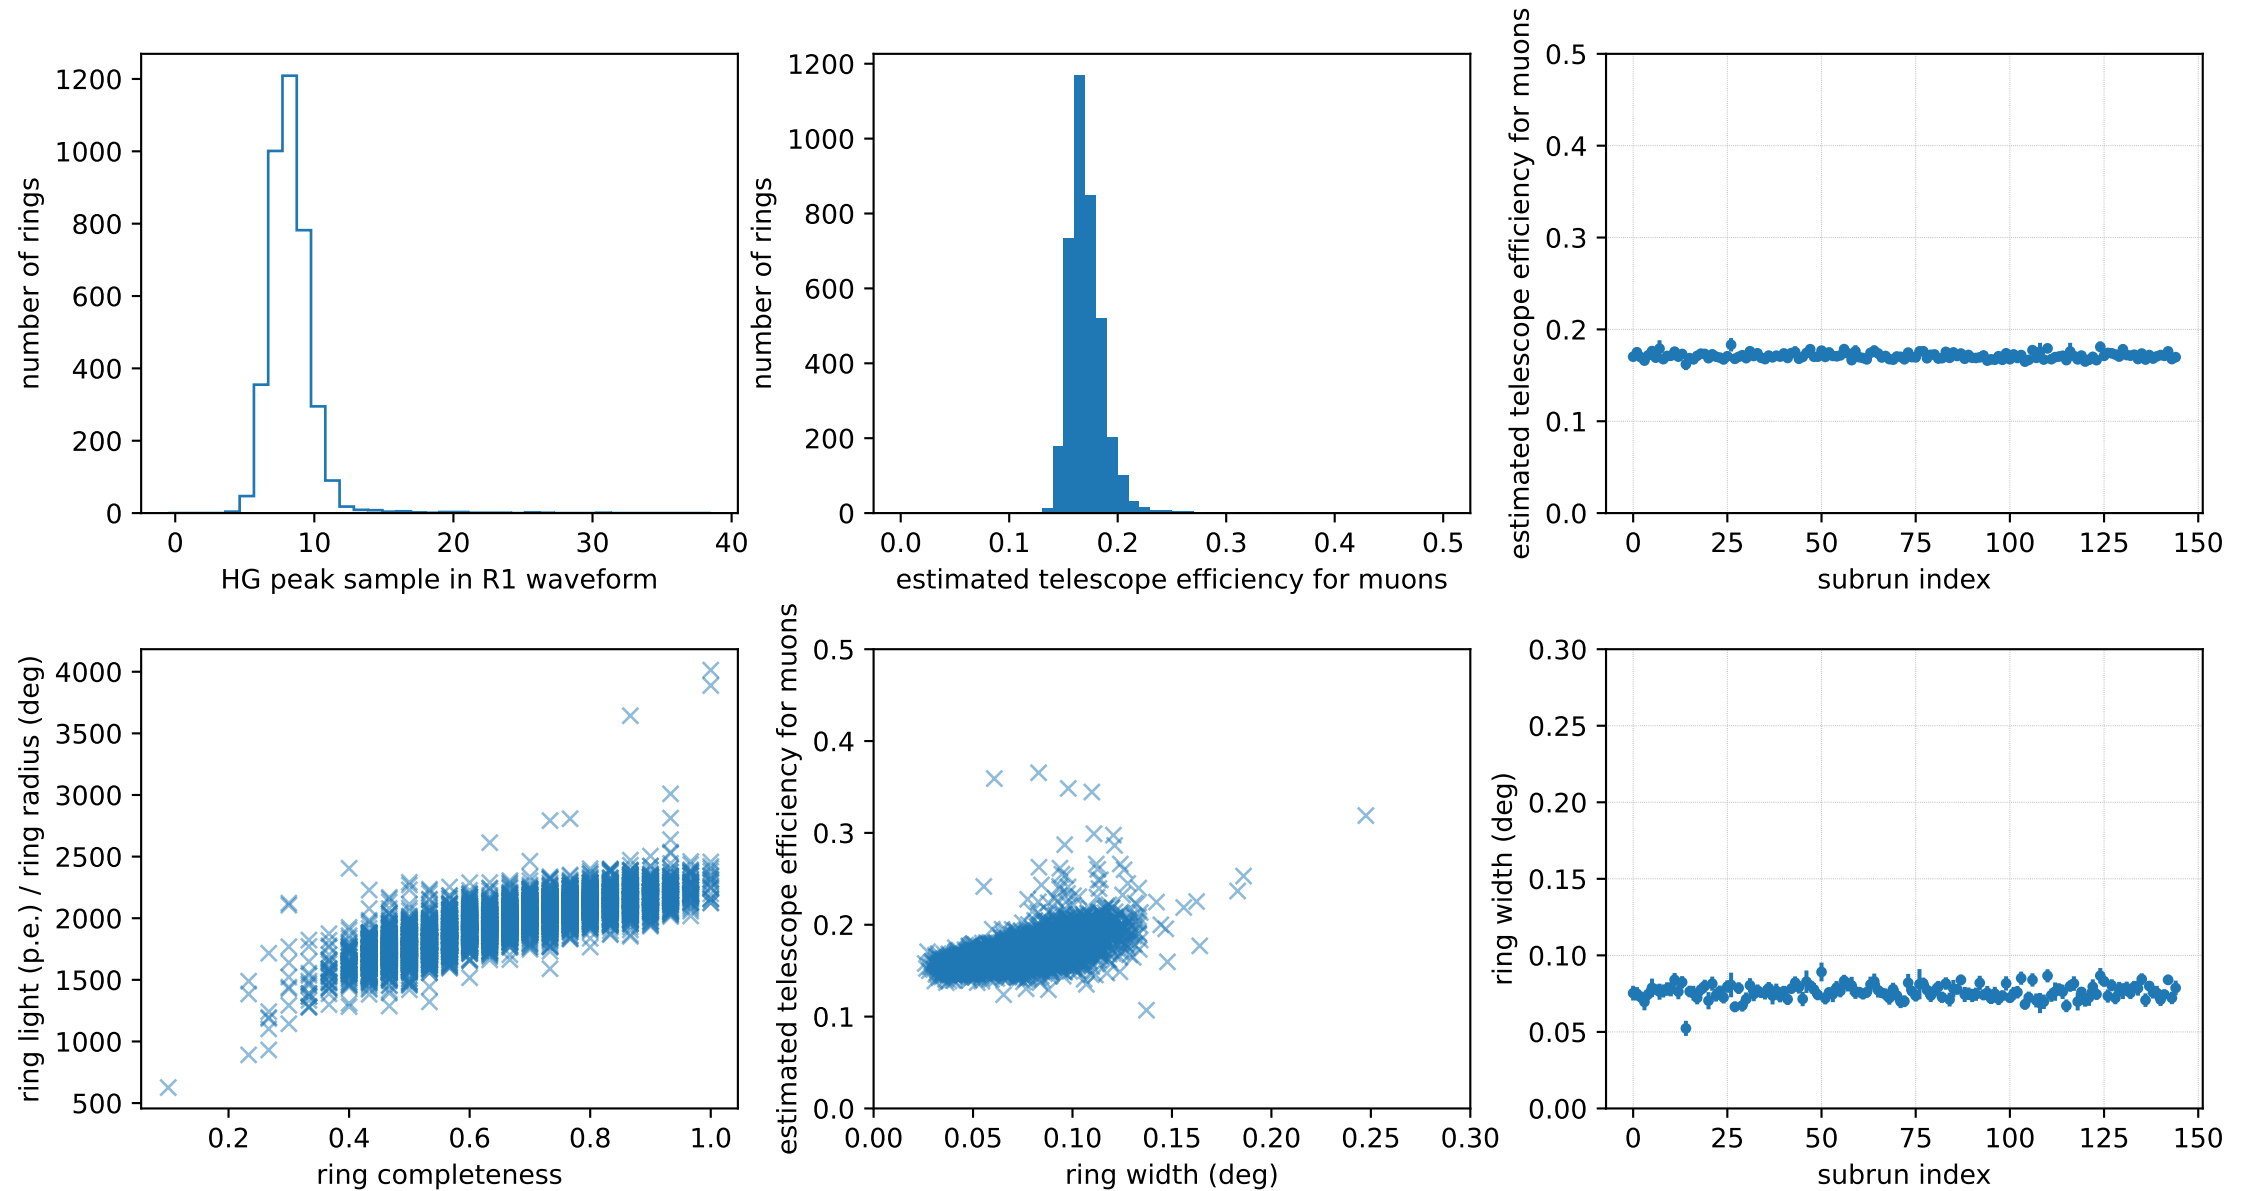 number of rings
1200
1000
800
600
400
200
0
0 10 20 30 40
HG peak sample in R1 waveform
number of rings
1200
1000
800
600
400
200
0
0.0 0.1 0.2 0.3 0.4 0.5
estimated telescope efficiency for muons
estimated telescope efficiency for muons
0.5
0.4
0.3
0.2
0.1
0.0
0 25 50 75 100 125 150
subrun index
ring light (p.e.) / ring radius (deg)
4000
3500
3000
2500
2000
1500
1000
500
0.2 0.4 0.6 0.8 1.0
ring completeness
estimated telescope efficiency for muons
0.5
0.4
0.3
0.2
0.1
0.0
0.00 0.05 0.10 0.15 0.20 0.25 0.30
ring width (deg)
ring width (deg)
0.30
0.25
0.20
0.15
0.10
0.05
0.00
0 25 50 75 100 125 150
subrun index